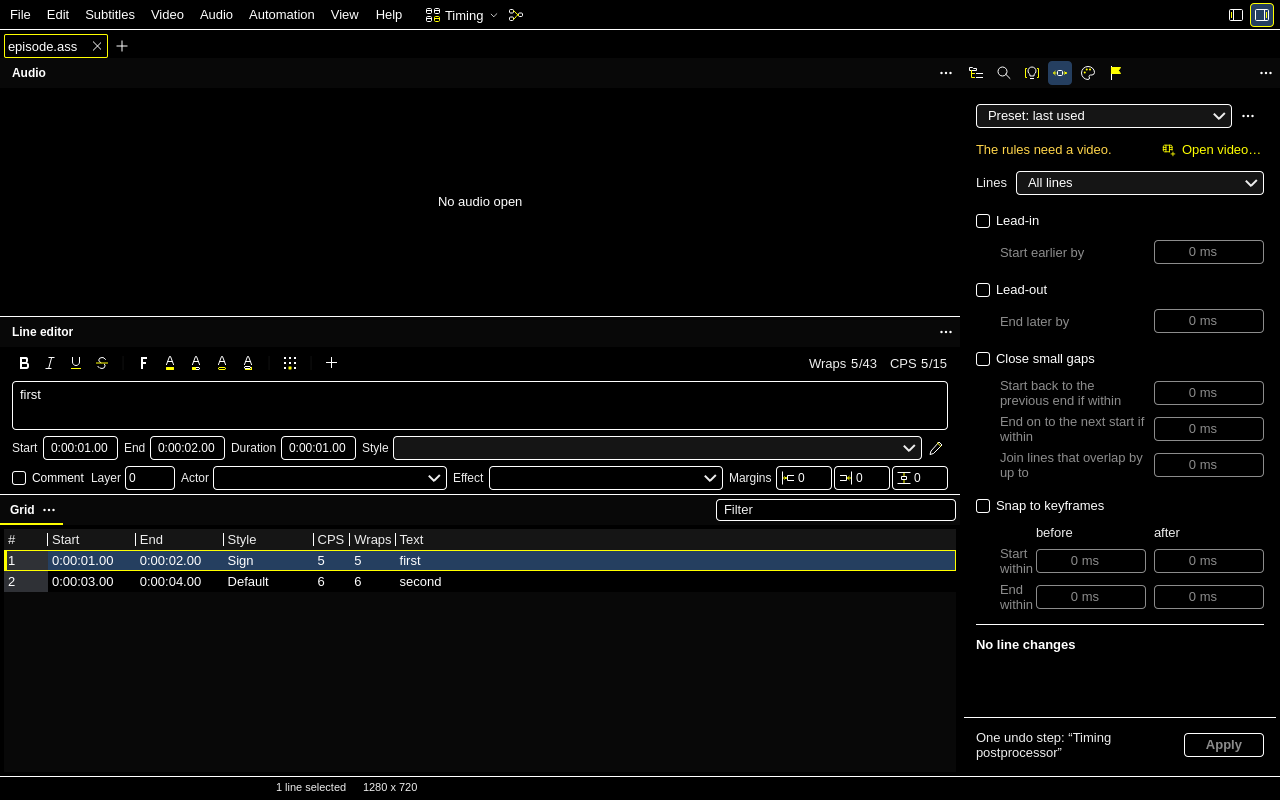 File Edit Subtitles Video Audio Automation View Help Timing
episode.ass
Audio
No audio open
Line editor
B I U S F A A A A Wraps 5/43 CPS 5/15
first
Start 0:00:01.00 End 0:00:02.00 Duration 0:00:01.00 Style
Comment Layer 0 Actor Effect Margins 0 0 0
Grid Filter
# Start End Style CPS Wraps Text
1 0:00:01.00 0:00:02.00 Sign 5 5 first
2 0:00:03.00 0:00:04.00 Default 6 6 second
Preset: last used
The rules need a video. Open video…
Lines All lines
Lead-in
Start earlier by 0 ms
Lead-out
End later by 0 ms
Close small gaps
Start back to the
previous end if within 0 ms
End on to the next start if
within 0 ms
Join lines that overlap by
up to 0 ms
Snap to keyframes
before after
Start
within 0 ms 0 ms
End
within 0 ms 0 ms
No line changes
One undo step: “Timing
postprocessor” Apply
1 line selected 1280 x 720